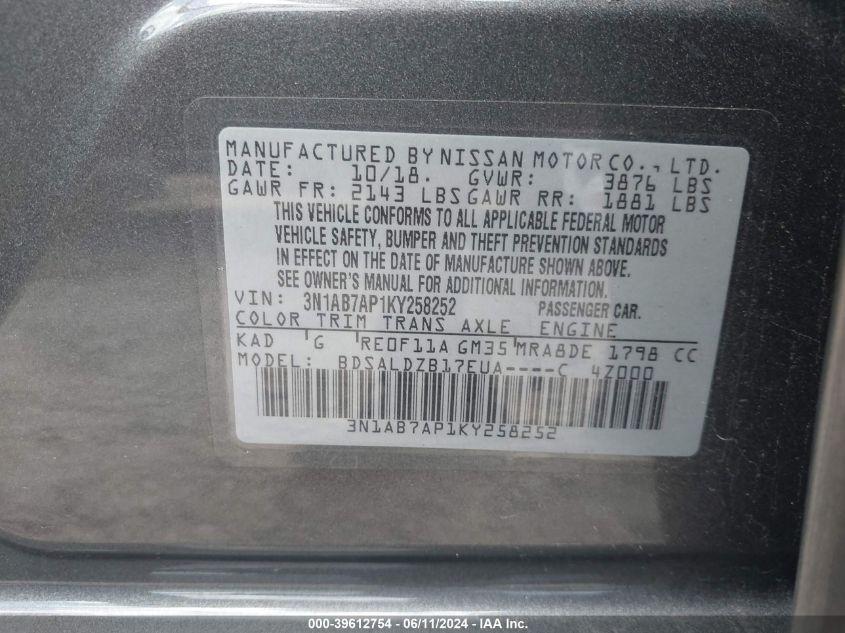 MANUFACTURED BY NISSAN MOTOR CO., LTD.
DATE: 10/18. GVWR: 3876 LBS
GAWR FR: 2143 LBS GAWR RR: 1881 LBS
THIS VEHICLE CONFORMS TO ALL APPLICABLE FEDERAL MOTOR
VEHICLE SAFETY, BUMPER AND THEFT PREVENTION STANDARDS
IN EFFECT ON THE DATE OF MANUFACTURE SHOWN ABOVE.
SEE OWNER'S MANUAL FOR ADDITIONAL INFORMATION.
VIN: 3N1AB7AP1KY258252 PASSENGER CAR.
COLOR TRIM TRANS AXLE ENGINE
KAD G RE0F11A GM35 MRA8DE 1798 CC
MODEL: BDSALDZB17EUA----C 4Z000
3N1AB7AP1KY258252
000-39612754 - 06/11/2024 - IAAI.com